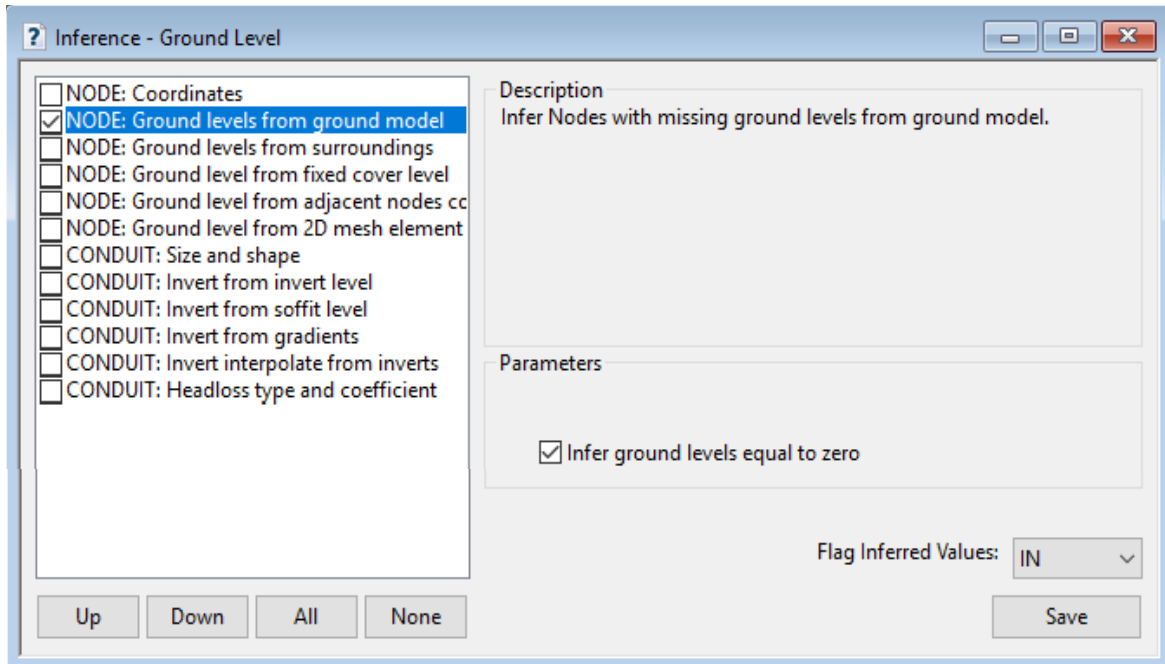 Inference - Ground Level
NODE: Coordinates
NODE: Ground levels from ground model
NODE: Ground levels from surroundings
NODE: Ground level from fixed cover level
NODE: Ground level from adjacent nodes cc
NODE: Ground level from 2D mesh element
CONDUIT: Size and shape
CONDUIT: Invert from invert level
CONDUIT: Invert from soffit level
CONDUIT: Invert from gradients
CONDUIT: Invert interpolate from inverts
CONDUIT: Headloss type and coefficient
Up Down All None
Description
Infer Nodes with missing ground levels from ground model.
Parameters
Infer ground levels equal to zero
Flag Inferred Values: IN
Save